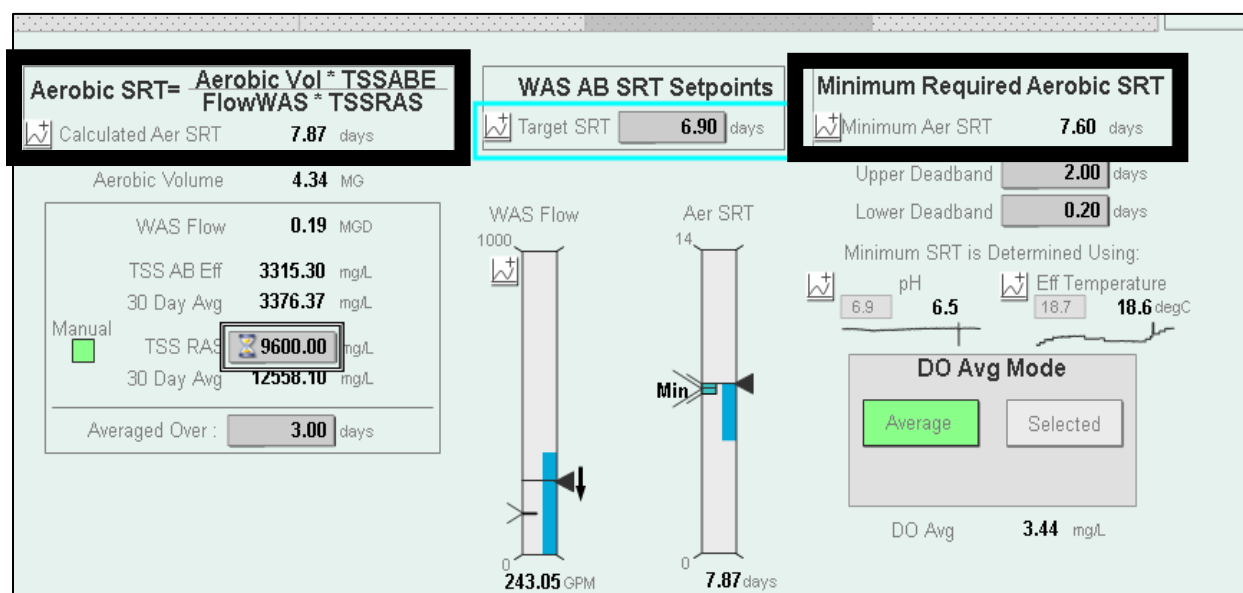 Aerobic SRT= Aerobic Vol * TSSABE
FlowWAS * TSSRAS
Calculated Aer SRT 7.87 days
Aerobic Volume 4.34 MG
WAS Flow 0.19 MGD
TSS AB Eff 3315.30 mg/L
30 Day Avg 3376.37 mg/L
Manual
TSS RAS 9600.00 mg/L
30 Day Avg 12558.10 mg/L
Averaged Over : 3.00 days
WAS AB SRT Setpoints
Target SRT 6.90 days
WAS Flow
1000
0
243.05 GPM
Aer SRT
14
Min
0
7.87 days
Minimum Required Aerobic SRT
Minimum Aer SRT 7.60 days
Upper Deadband 2.00 days
Lower Deadband 0.20 days
Minimum SRT is Determined Using:
pH
6.9 6.5
Eff Temperature
18.7 18.6 degC
DO Avg Mode
Average Selected
DO Avg 3.44 mg/L